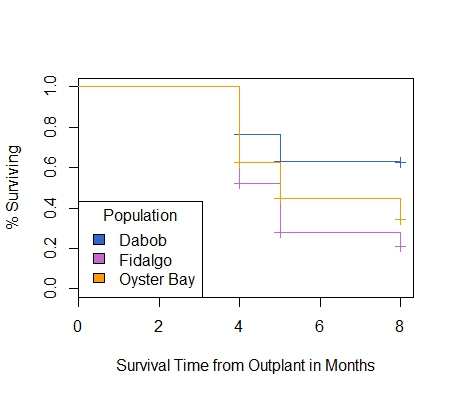 % Surviving
1.0
0.8
0.6
0.4
0.2
0.0
Population
Dabob
Fidalgo
Oyster Bay
0 2 4 6 8
Survival Time from Outplant in Months